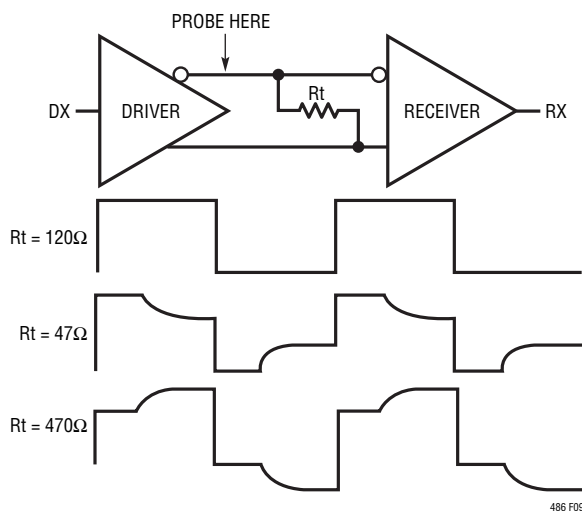 PROBE HERE
Rt
DX
DRIVER
RECEIVER
RX
Rt = 120Ω
Rt = 47Ω
Rt = 470Ω
486 F09